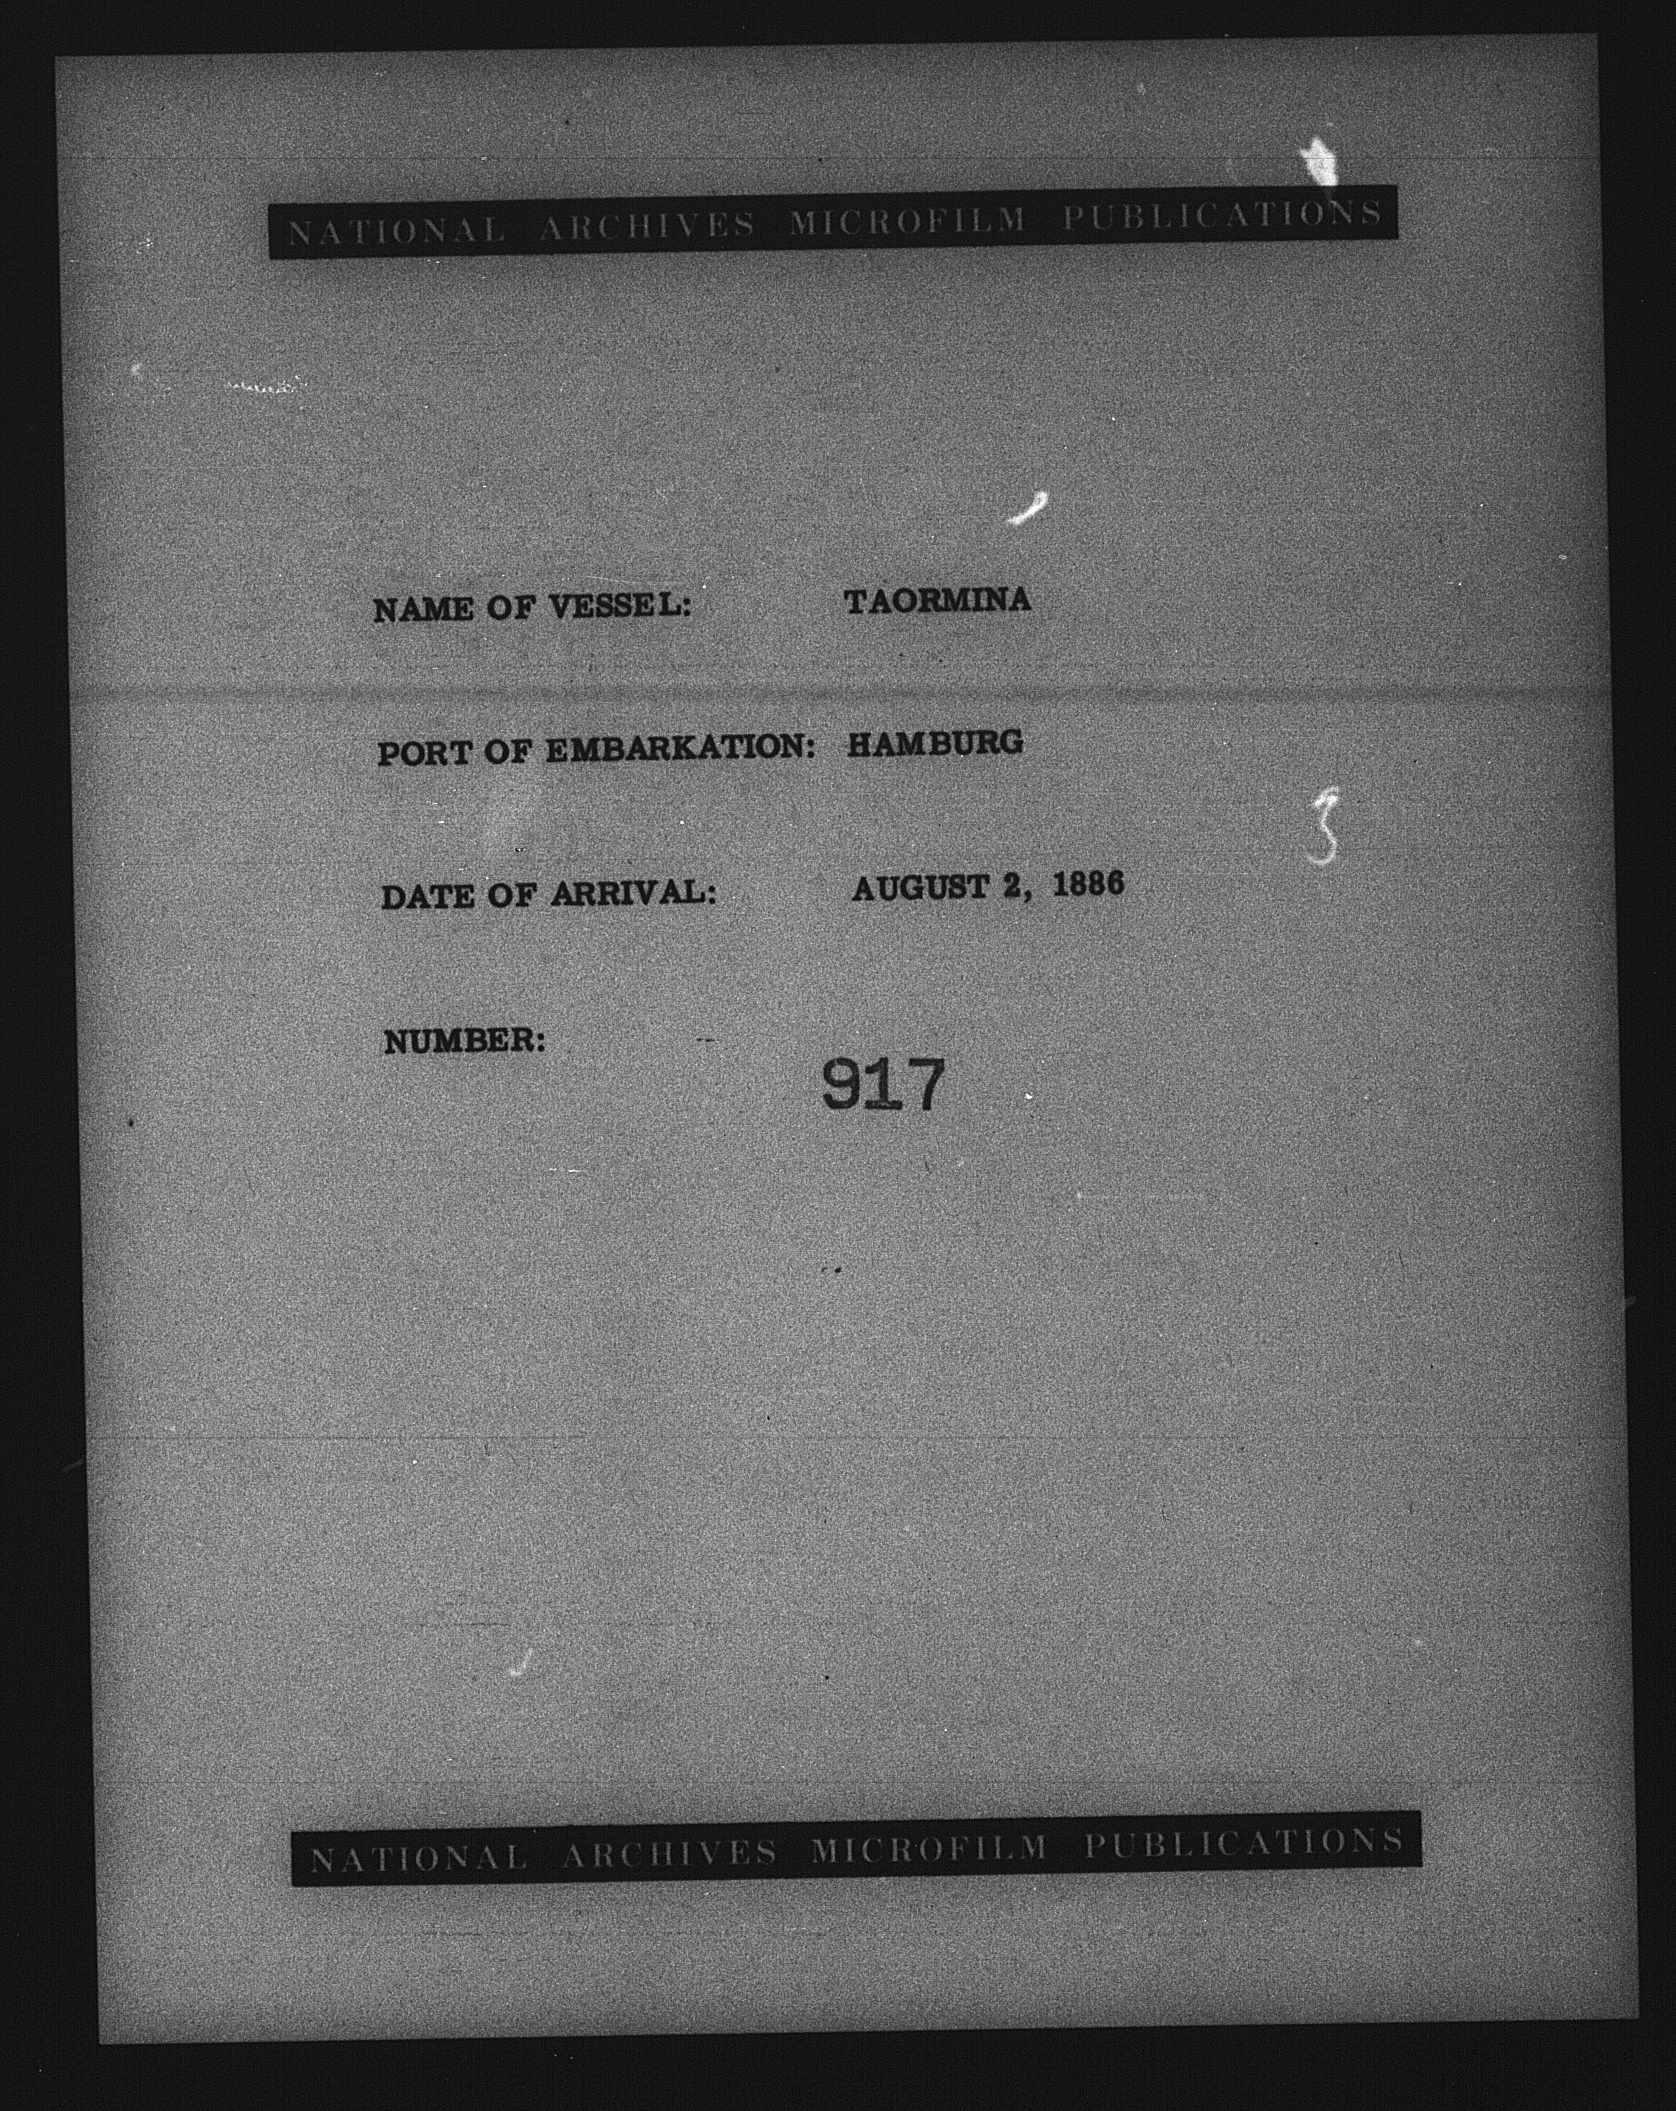 NATIONAL ARCHIVES MICROFILM PUBLICATIONS
NAME OF VESSEL: TAORMINA
PORT OF EMBARKATION: HAMBURG
DATE OF ARRIVAL: AUGUST 2, 1886
NUMBER:
917
NATIONAL ARCHIVES MICROFILM PUBLICATIONS